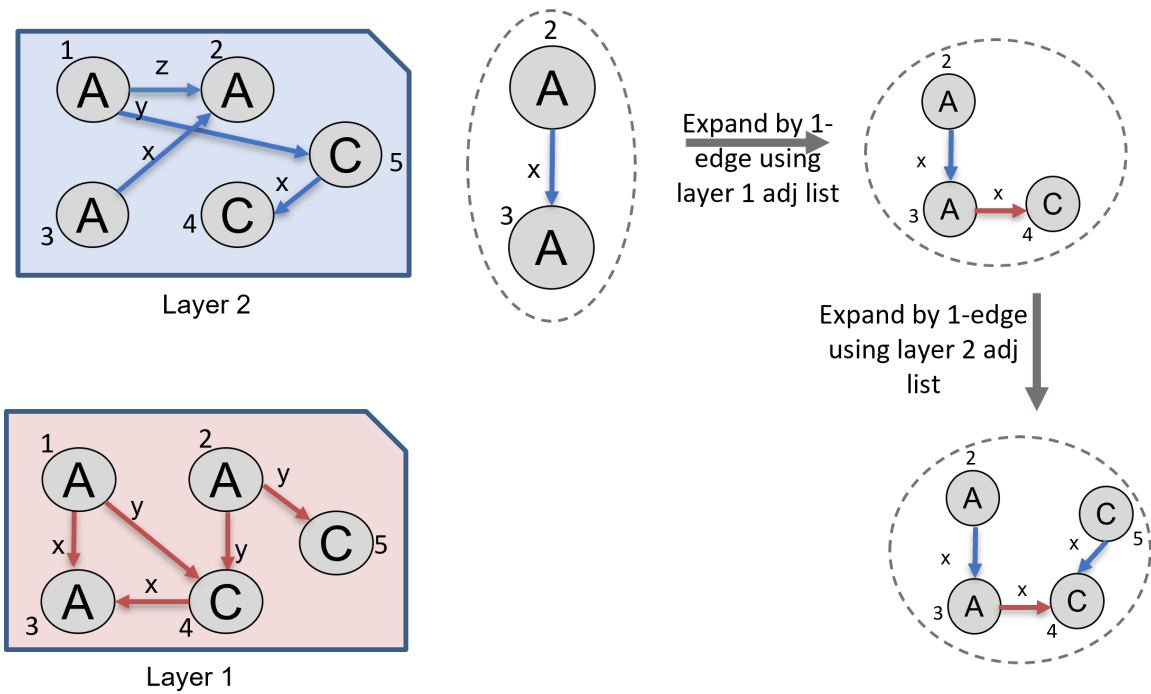 1
2
z
A
A
y
x
C
5
x
A
C
3
4
Layer 2
2
A
x
3
A
Expand by 1-
edge using
layer 1 adj list
2
A
x
x
A
C
3
4
Expand by 1-edge
using layer 2 adj
list
1
2
A
A
y
y
C
5
x
y
x
A
C
3
4
Layer 1
2
A
C
5
x
x
x
A
C
3
4